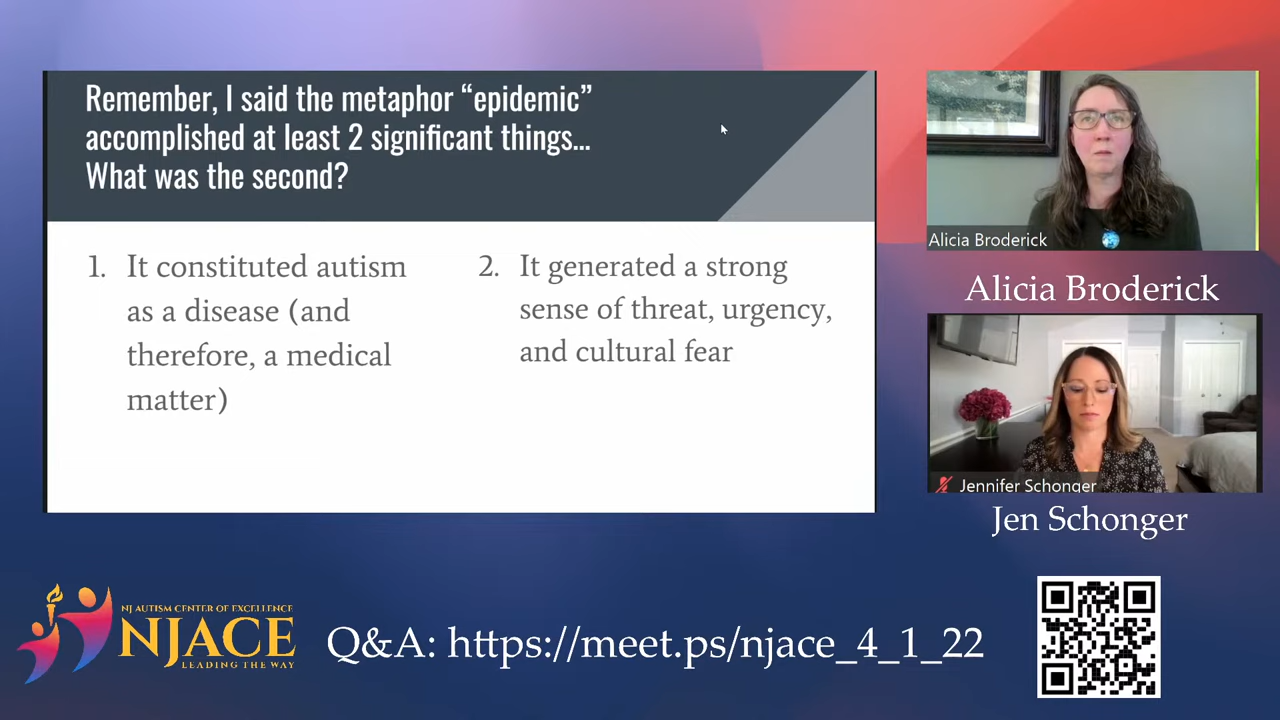 Remember, I said the metaphor “epidemic”
accomplished at least 2 significant things...
What was the second?
1. It constituted autism
as a disease (and
therefore, a medical
matter)
2. It generated a strong
sense of threat, urgency,
and cultural fear
Alicia Broderick
Alicia Broderick
Jennifer Schonger
Jen Schonger
NJ AUTISM CENTER OF EXCELLENCE
NJACE
LEADING THE WAY
Q&A: https://meet.ps/njace_4_1_22